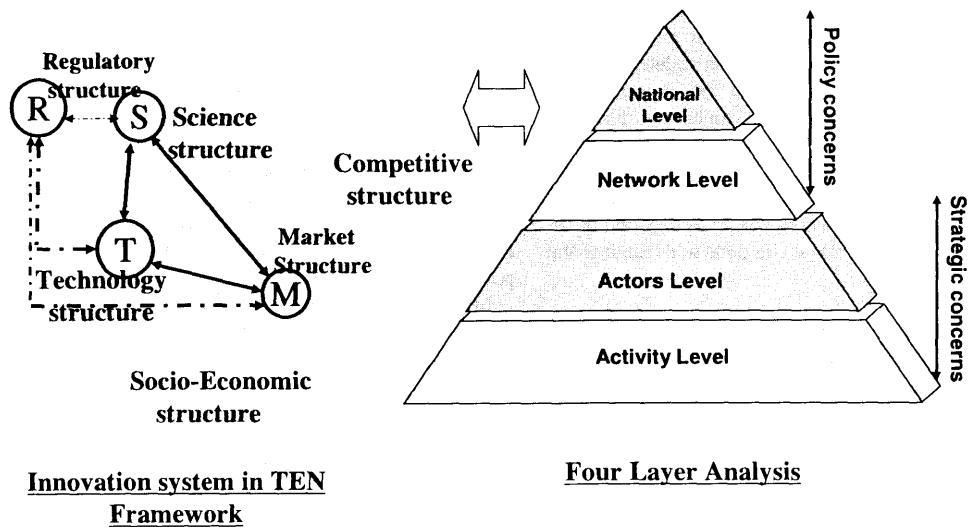 Regulatory
structure
R
S
Science
structure
Competitive
structure
T
Technology
structure
Market
Structure
M
Socio-Economic
structure
Innovation system in TEN
Framework
National
Level
Network Level
Actors Level
Activity Level
Policy concerns
Strategic concerns
Four Layer Analysis